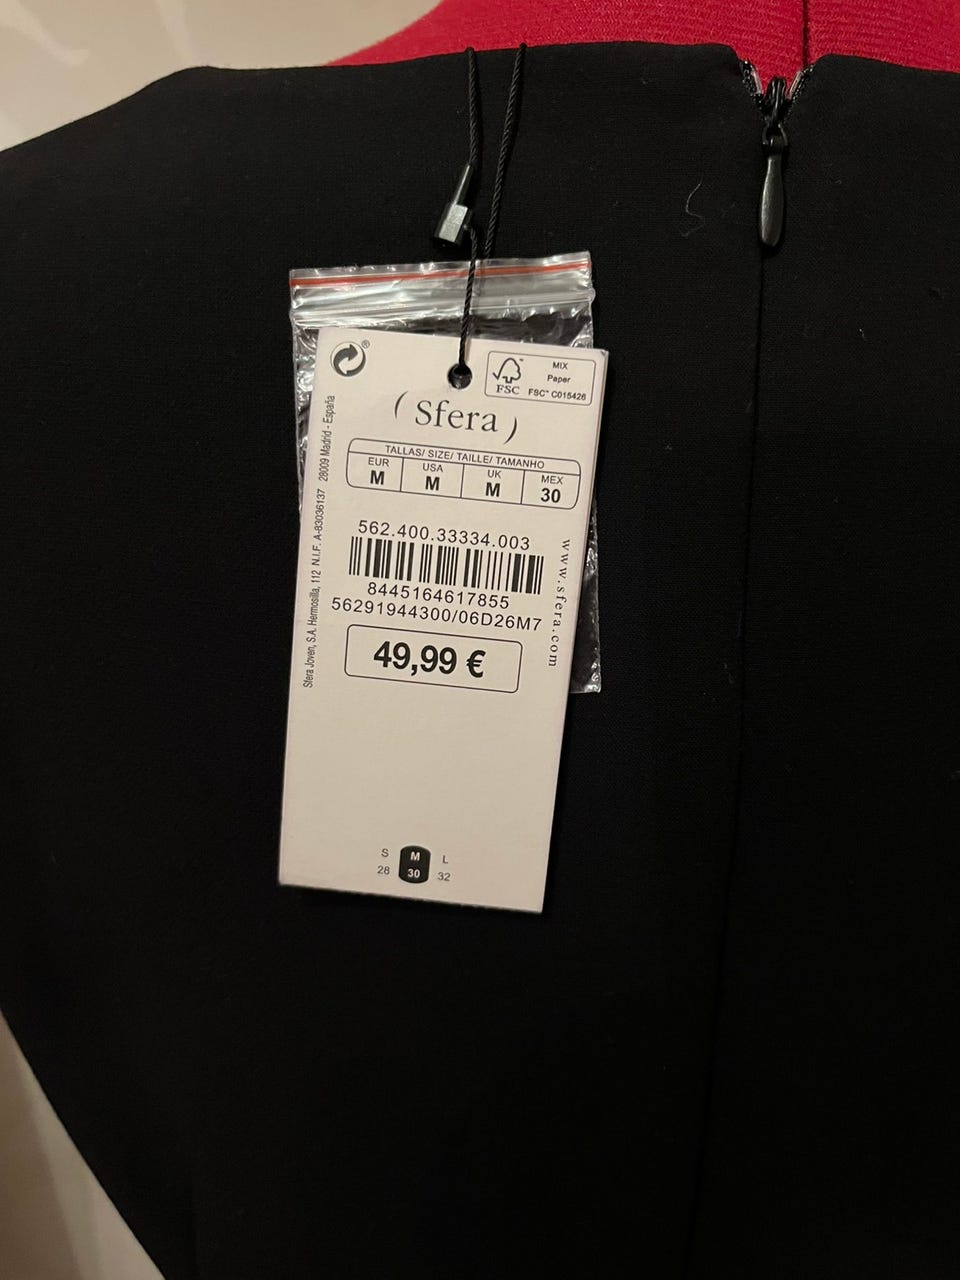 ®
MIX
Paper
FSC™ C015426
FSC
(Sfera)
TALLAS/ SIZE/ TAILLE/ TAMANHO
EUR USA UK MEX
M M M 30
562.400.33334.003
8445164617855
56291944300/06D26M7
49,99 €
www.sfera.com
Sfera Joven, S.A. Hermosilla, 112 N.I.F. A-83036137 28009 Madrid - España
S M L
28 30 32